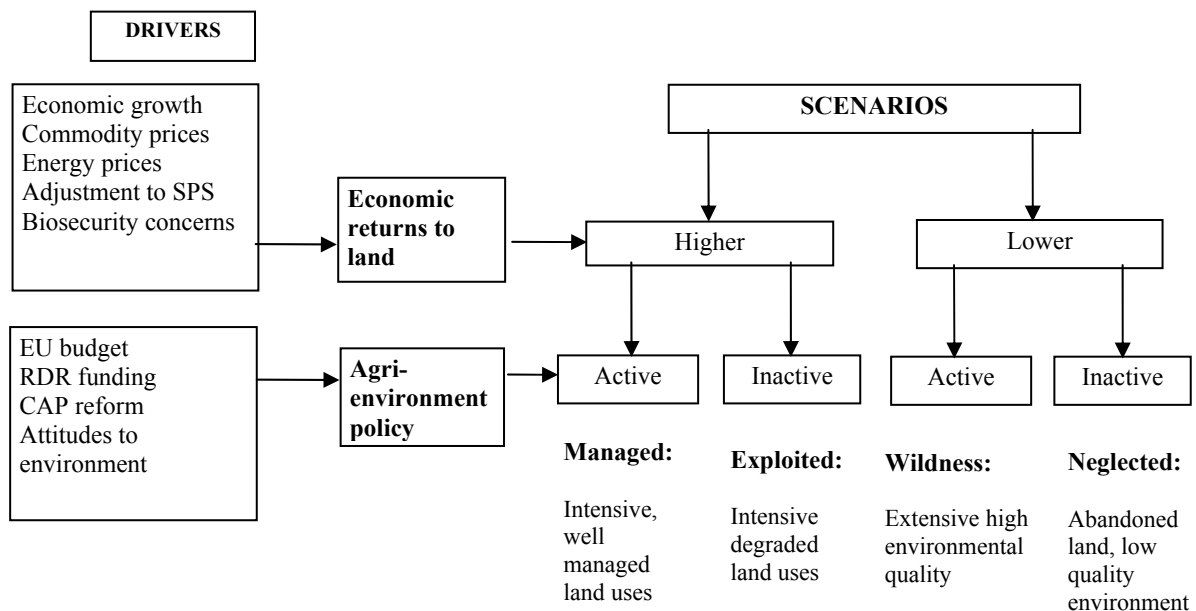 DRIVERS
Economic growth
Commodity prices
Energy prices
Adjustment to SPS
Biosecurity concerns
Economic
returns to
land
SCENARIOS
Higher
Lower
EU budget
RDR funding
CAP reform
Attitudes to
environment
Agri-
environment
policy
Active
Inactive
Active
Inactive
Managed:
Intensive,
well
managed
land uses
Exploited:
Intensive
degraded
land uses
Wildness:
Extensive high
environmental
quality
Neglected:
Abandoned
land, low
quality
environment